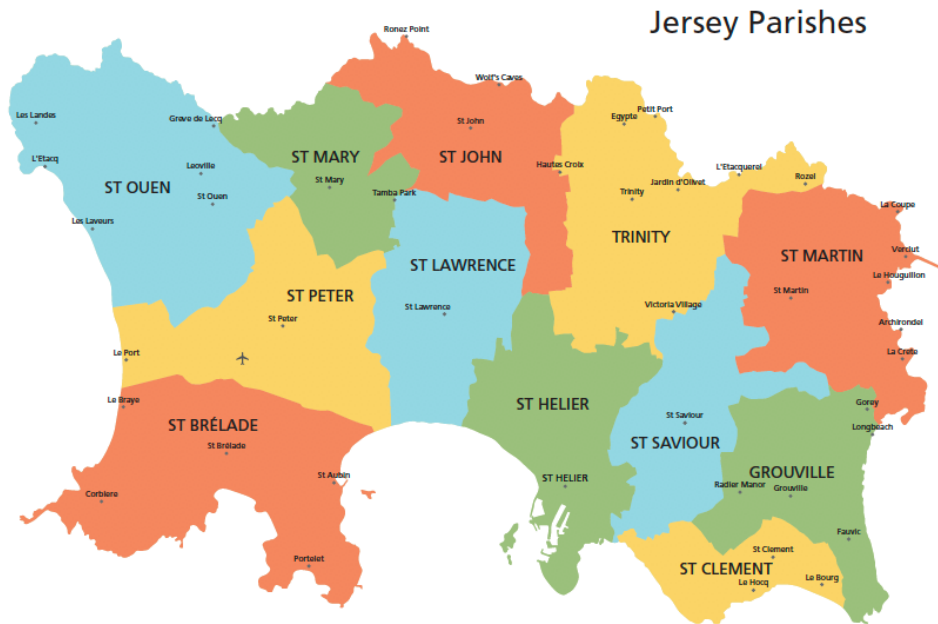 Jersey Parishes
Ronez Point
Wolf's Caves
Les Landes
Greve de Lecq
St John
Egypte
Petit Port
L'Etacq
Leoville
ST OUEN
ST MARY
St Mary
ST JOHN
Hautes Croix
L'Etacquerel
Rozel
St Ouen
Tamba Park
Trinity
Jardin d'Olivet
Les Laveurs
TRINITY
La Coupe
ST LAWRENCE
ST MARTIN
Verclut
Le Houguillon
ST PETER
St Peter
St Lawrence
Victoria Village
St Martin
Archirondel
Le Port
La Crete
Le Braye
ST BRÉLADE
St Brélade
ST HELIER
St Saviour
ST SAVIOUR
Gorey
Longbeach
GROUVILLE
St Aubin
ST HELIER
Radier Manor
Grouville
Corbiere
Fauvic
Portelet
St Clement
ST CLEMENT
Le Hocq
Le Bourg